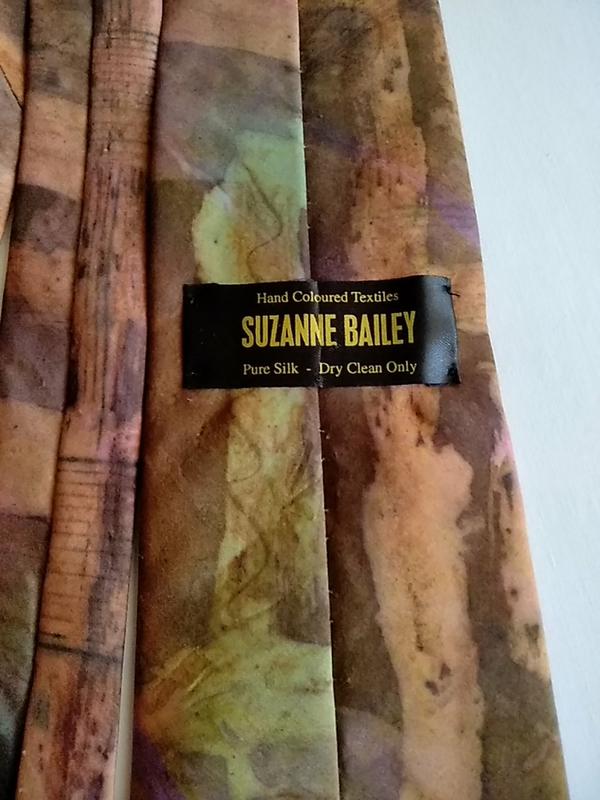 Hand Coloured Textiles
SUZANNE BAILEY
Pure Silk - Dry Clean Only